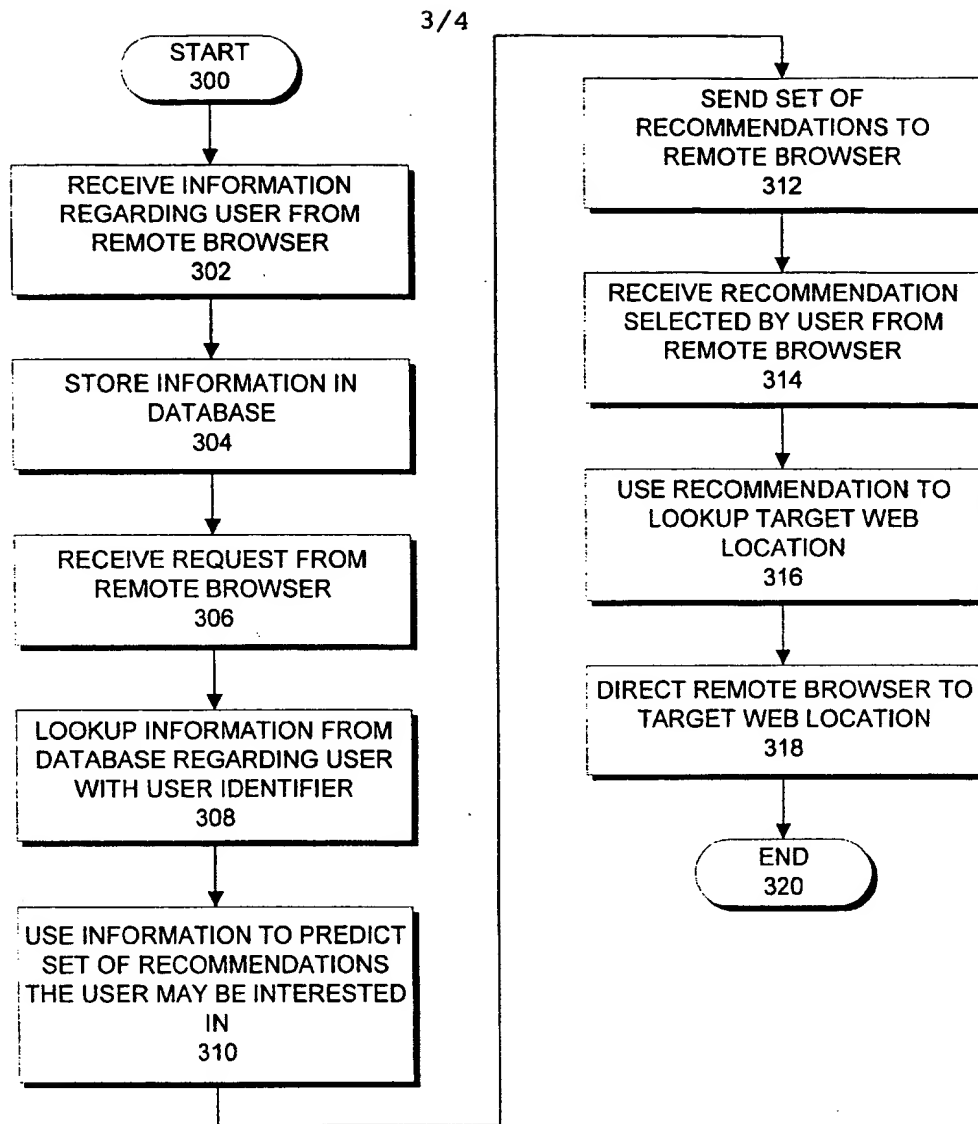 3/4
START
300
RECEIVE INFORMATION
REGARDING USER FROM
REMOTE BROWSER
302
STORE INFORMATION IN
DATABASE
304
RECEIVE REQUEST FROM
REMOTE BROWSER
306
LOOKUP INFORMATION FROM
DATABASE REGARDING USER
WITH USER IDENTIFIER
308
USE INFORMATION TO PREDICT
SET OF RECOMMENDATIONS
THE USER MAY BE INTERESTED
IN
310
SEND SET OF
RECOMMENDATIONS TO
REMOTE BROWSER
312
RECEIVE RECOMMENDATION
SELECTED BY USER FROM
REMOTE BROWSER
314
USE RECOMMENDATION TO
LOOKUP TARGET WEB
LOCATION
316
DIRECT REMOTE BROWSER TO
TARGET WEB LOCATION
318
END
320